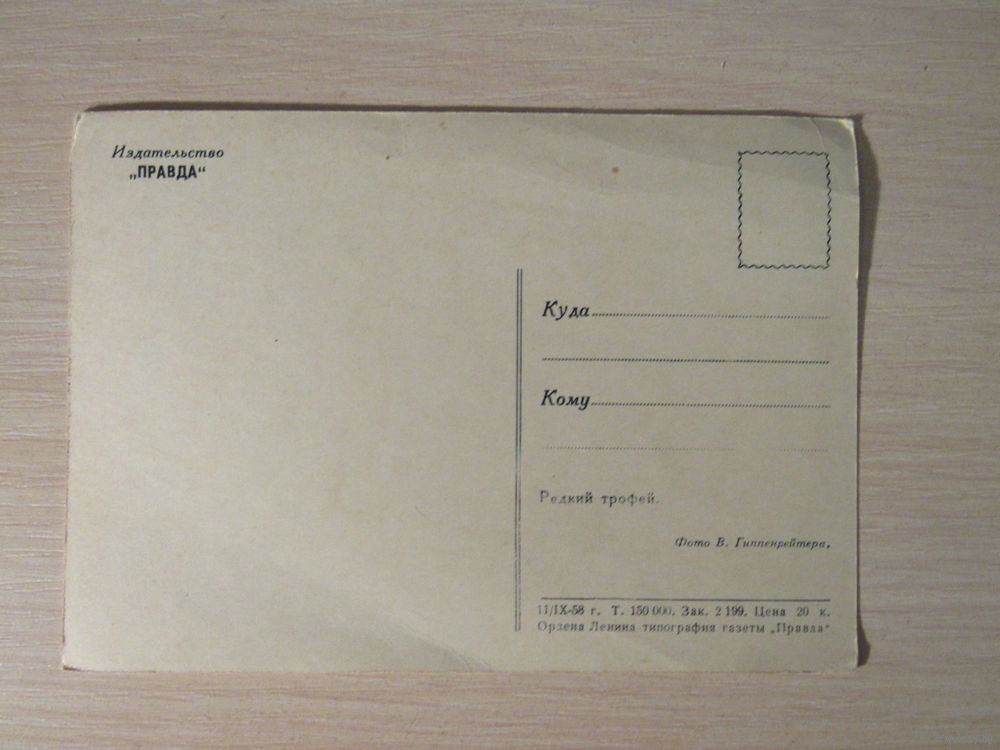 Издательство
„ПРАВДА“
Куда
Кому
Редкий трофей.
Фото В. Гиппенрейтера.
11/IX-58 г. Т. 150 000. Зак. 2 199. Цена 20 к.
Ордена Ленина типография газеты „Правда“